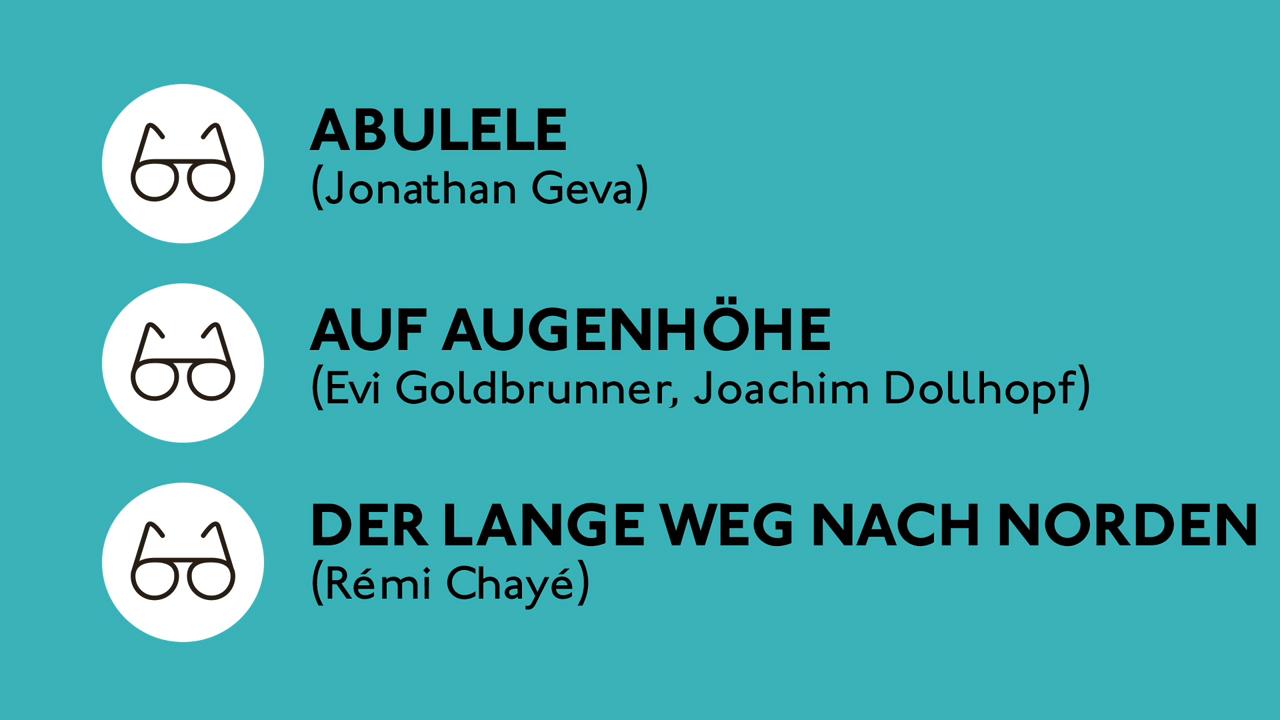 ABULELE
(Jonathan Geva)
AUF AUGENHÖHE
(Evi Goldbrunner, Joachim Dollhopf)
DER LANGE WEG NACH NORDEN
(Rémi Chayé)